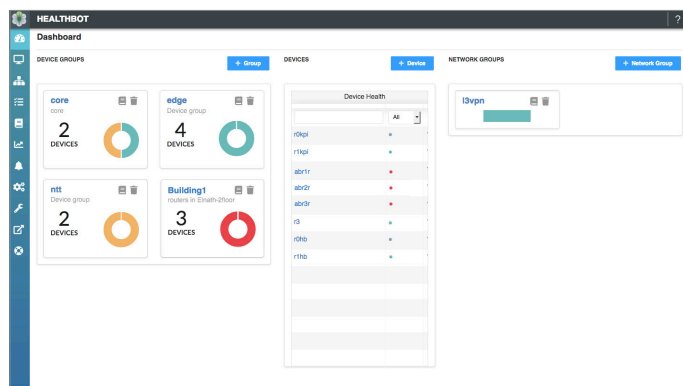 HEALTHBOT
?
Dashboard
DEVICE GROUPS
+ Group
DEVICES
+ Device
NETWORK GROUPS
+ Network Group
core
core
2
DEVICES
edge
Device group
4
DEVICES
ntt
Device group
2
DEVICES
Building1
routers in Einath-2floor
3
DEVICES
Device Health
All
r0kpi
r1kpi
abr1r
abr2r
abr3r
r3
r0hb
r1hb
l3vpn